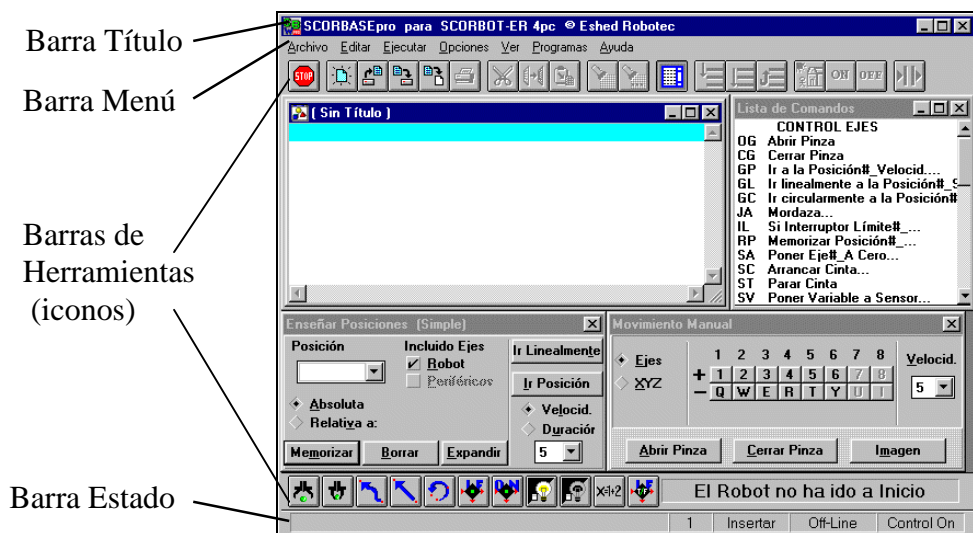 Barra Título
Barra Menú
Barras de
Herramientas
(iconos)
Barra Estado
SCORBASEpro para SCORBOT-ER 4pc © Eshed Robotec
Archivo Editar Ejecutar Opciones Ver Programas Ayuda
STOP
ON OFF
( Sin Título )
Lista de Comandos
CONTROL EJES
OG Abrir Pinza
CG Cerrar Pinza
GP Ir a la Posición#_Velocid....
GL Ir linealmente a la Posición#_S
GC Ir circularmente a la Posición#
JA Mordaza...
IL Si Interruptor Límite#_...
RP Memorizar Posición#_...
SA Poner Eje#_A Cero...
SC Arrancar Cinta...
ST Parar Cinta
SV Poner Variable a Sensor...
Enseñar Posiciones (Simple)
Posición
Incluido Ejes
Robot
Periféricos
Absoluta
Relativa a:
Memorizar Borrar Expandir
Ir Linealmente
Ir Posición
Velocid.
Duración
5
Movimiento Manual
Ejes
XYZ
1 2 3 4 5 6 7 8
+ 1 2 3 4 5 6 7 8
− Q W E R T Y U I
Velocid.
5
Abrir Pinza Cerrar Pinza Imagen
IF
X=1+2
IF
El Robot no ha ido a Inicio
1 Insertar Off-Line Control On